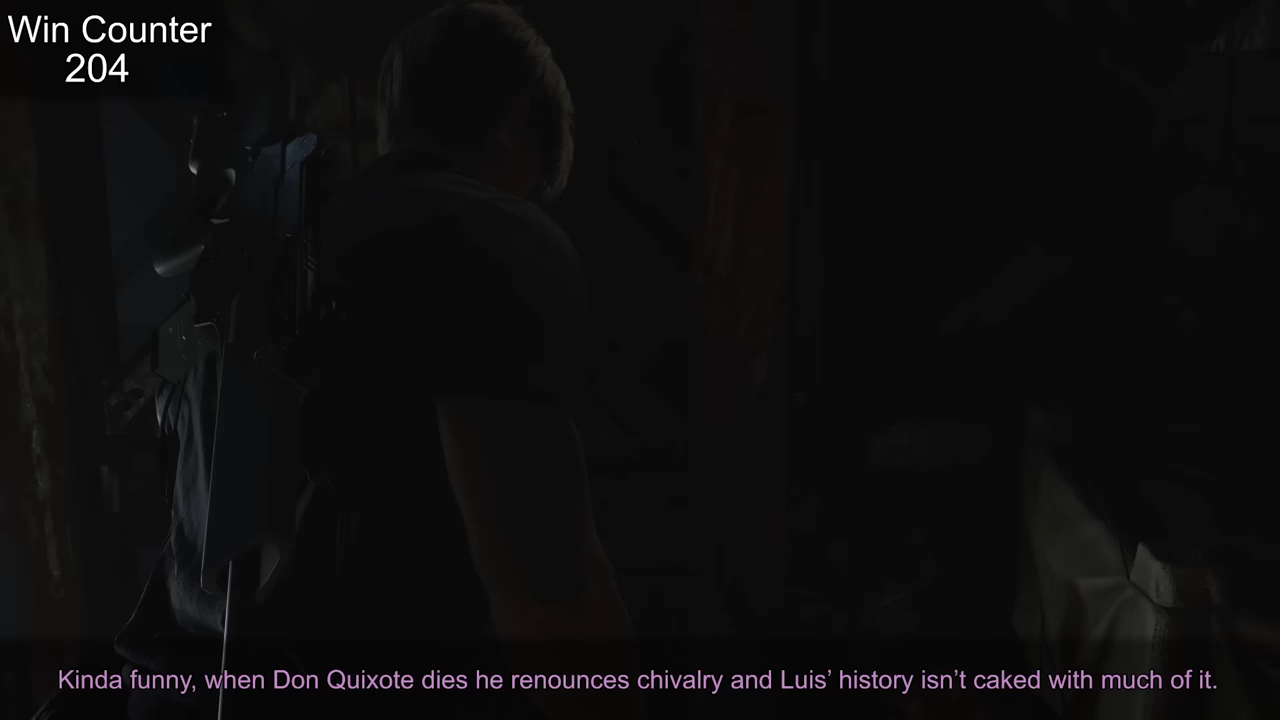 Win Counter
204
Kinda funny, when Don Quixote dies he renounces chivalry and Luis’ history isn’t caked with much of it.